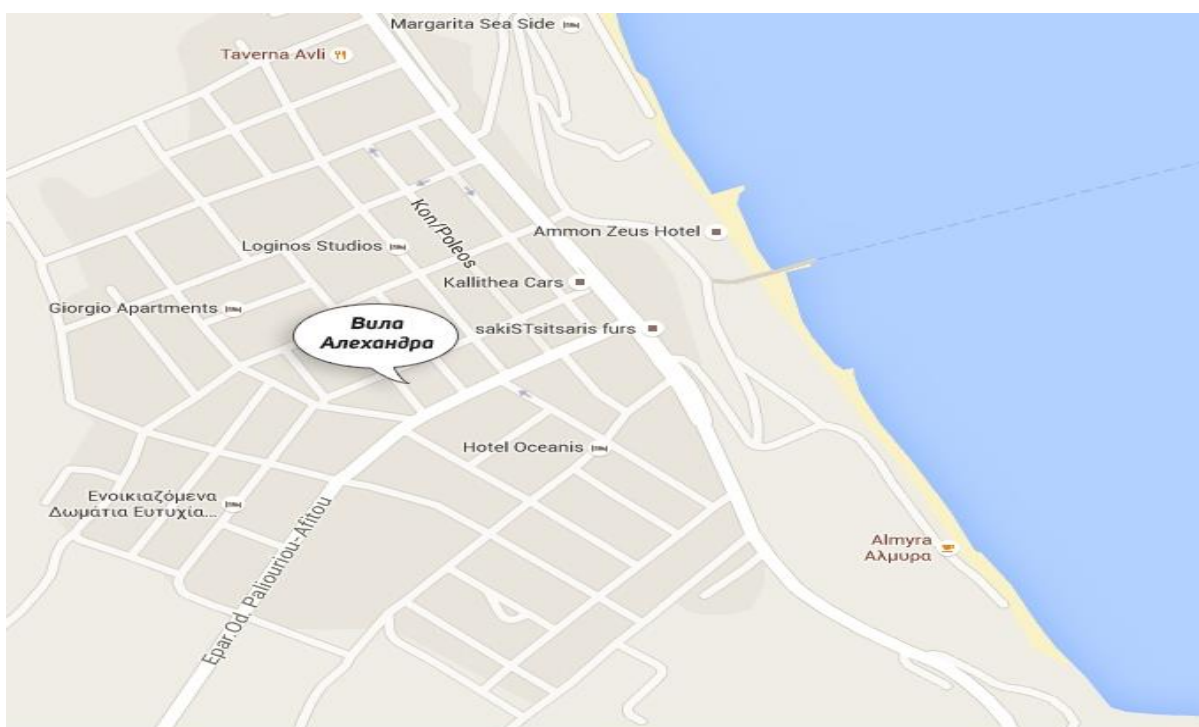 Margarita Sea Side
Taverna Avli
Kon/Poleos
Ammon Zeus Hotel
Loginos Studios
Kallithea Cars
Giorgio Apartments
Вила
Алехандра
sakiSTsitsaris furs
Hotel Oceanis
Ενοικιαζόμενα
Δωμάτια Ευτυχία...
Epar.Od. Paliouriou-Afitou
Almyra
Αλμυρα